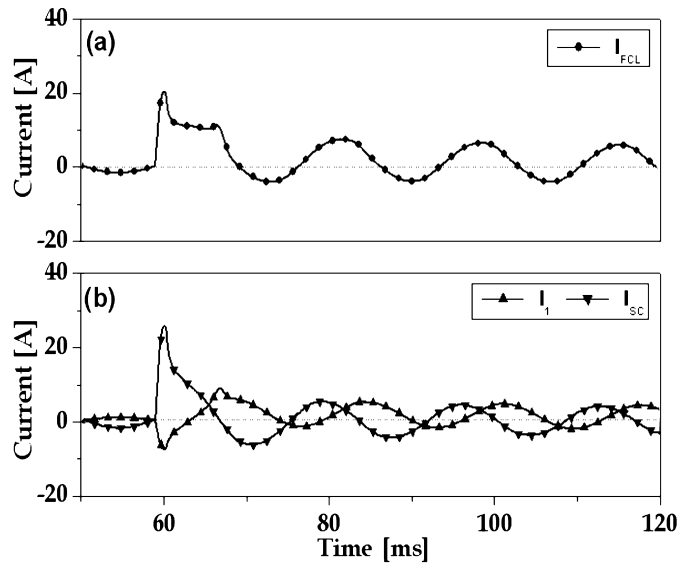 (a)
I_FCL
Current [A]
40
20
0
-20
(b)
I_1 I_SC
Current [A]
40
20
0
-20
60 80 100 120
Time [ms]